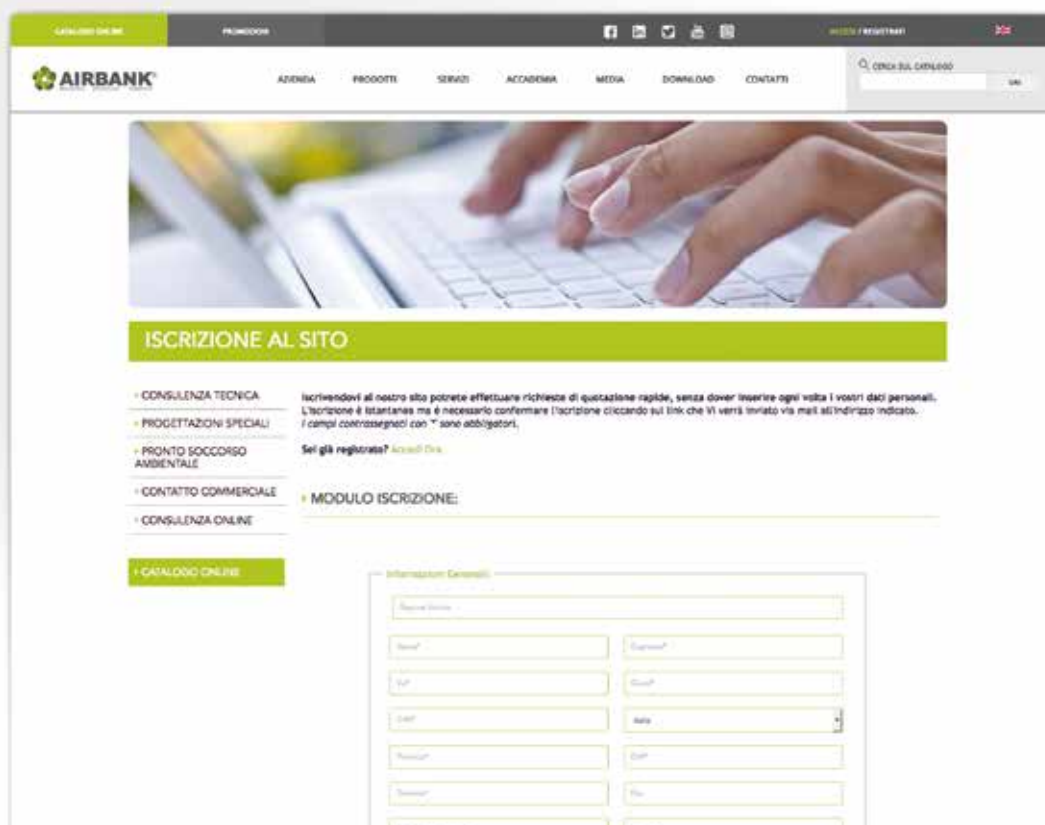 CATALOGO ONLINE
PROMOZIONI
ACCEDI / REGISTRATI
AIRBANK
AZIENDA
PRODOTTI
SERVIZI
ACCADEMIA
MEDIA
DOWNLOAD
CONTATTI
CERCA SUL CATALOGO
ISCRIZIONE AL SITO
CONSULENZA TECNICA
PROGETTAZIONI SPECIALI
PRONTO SOCCORSO
AMBIENTALE
CONTATTO COMMERCIALE
CONSULENZA ONLINE
CATALOGO ONLINE
Iscrivendovi al nostro sito potrete effettuare richieste di quotazione rapide, senza dover inserire ogni volta i vostri dati personali.
L'iscrizione è istantanea ma è necessario confermare l'iscrizione cliccando sul link che Vi verrà inviato via mail all'indirizzo indicato.
I campi contrassegnati con * sono obbligatori.
Sei già registrato? Accedi Ora
MODULO ISCRIZIONE:
Informazioni Generali:
Ragione Sociale
Nome*
Cognome*
CAP*
Italia